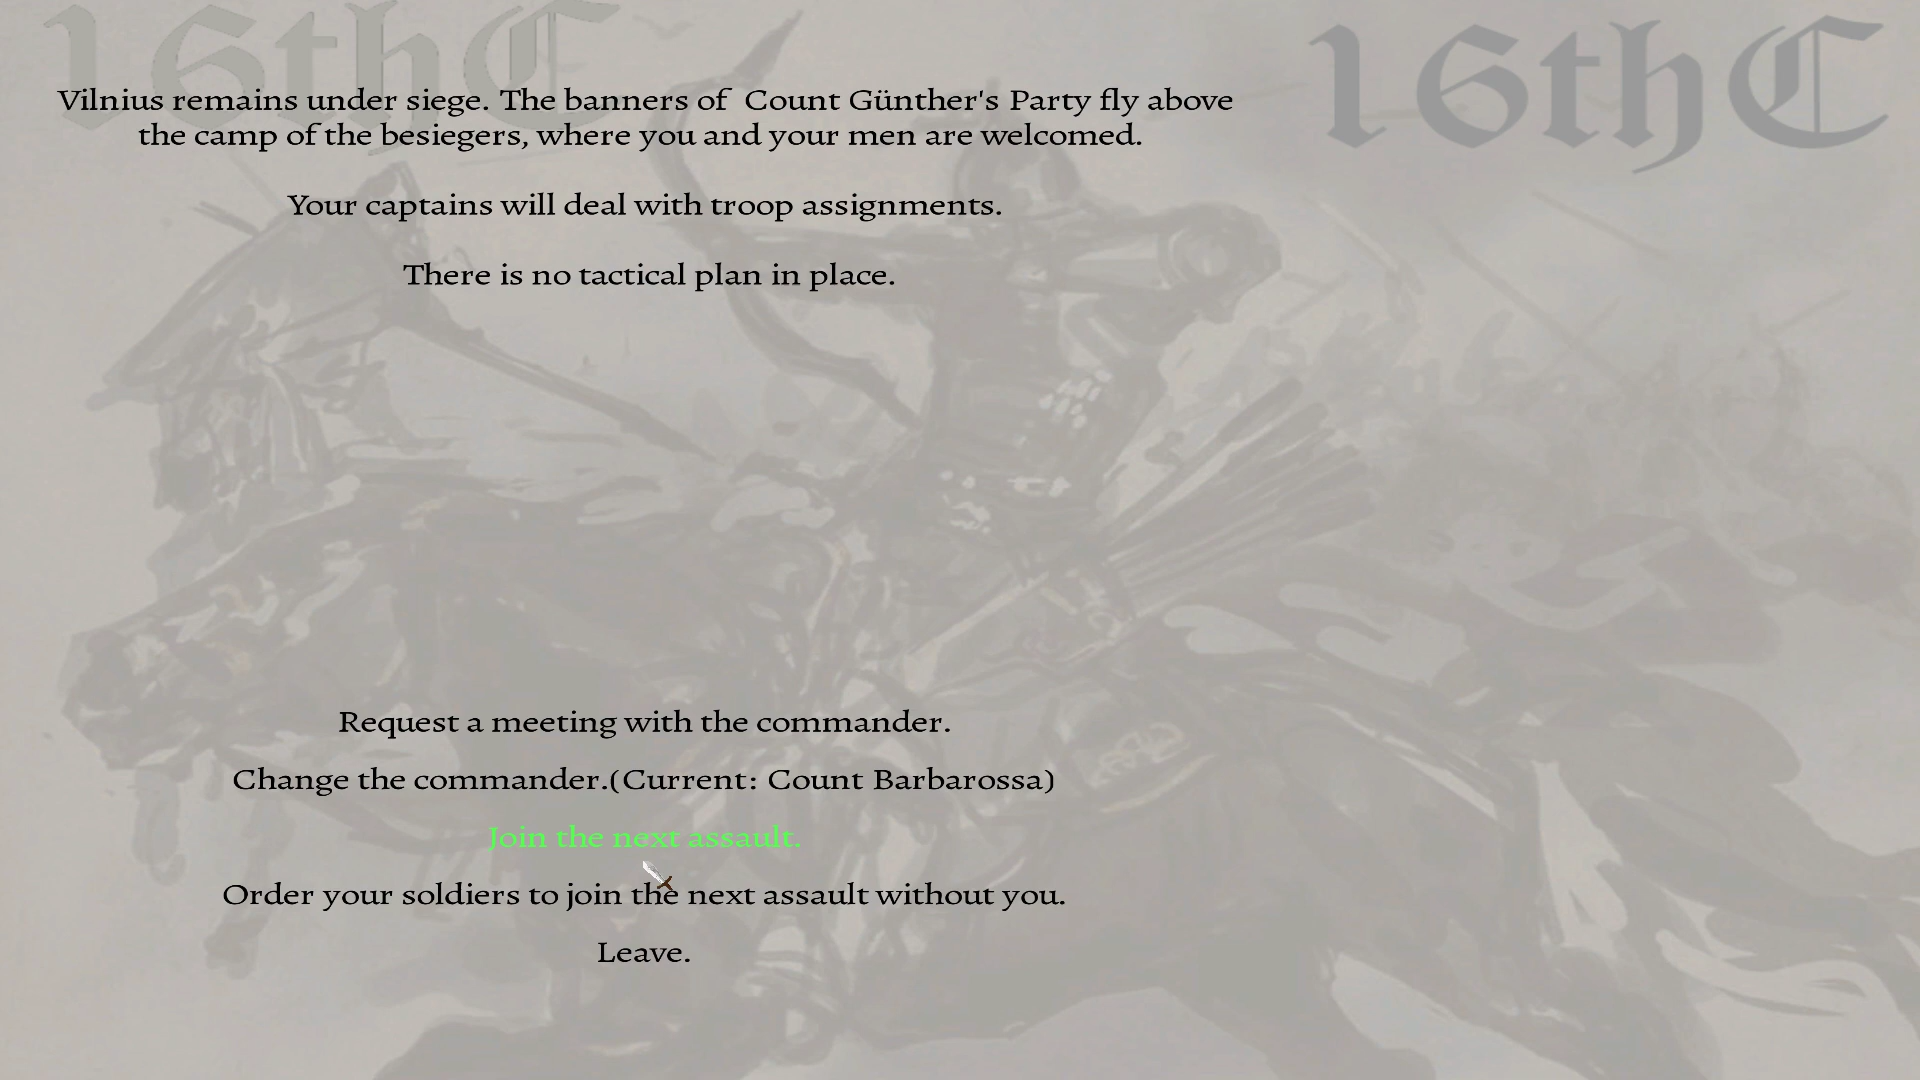 16thC
16thC
Vilnius remains under siege. The banners of  Count Günther's Party fly above
the camp of the besiegers, where you and your men are welcomed.
Your captains will deal with troop assignments.
There is no tactical plan in place.
Request a meeting with the commander.
Change the commander.(Current: Count Barbarossa)
Join the next assault.
Order your soldiers to join the next assault without you.
Leave.